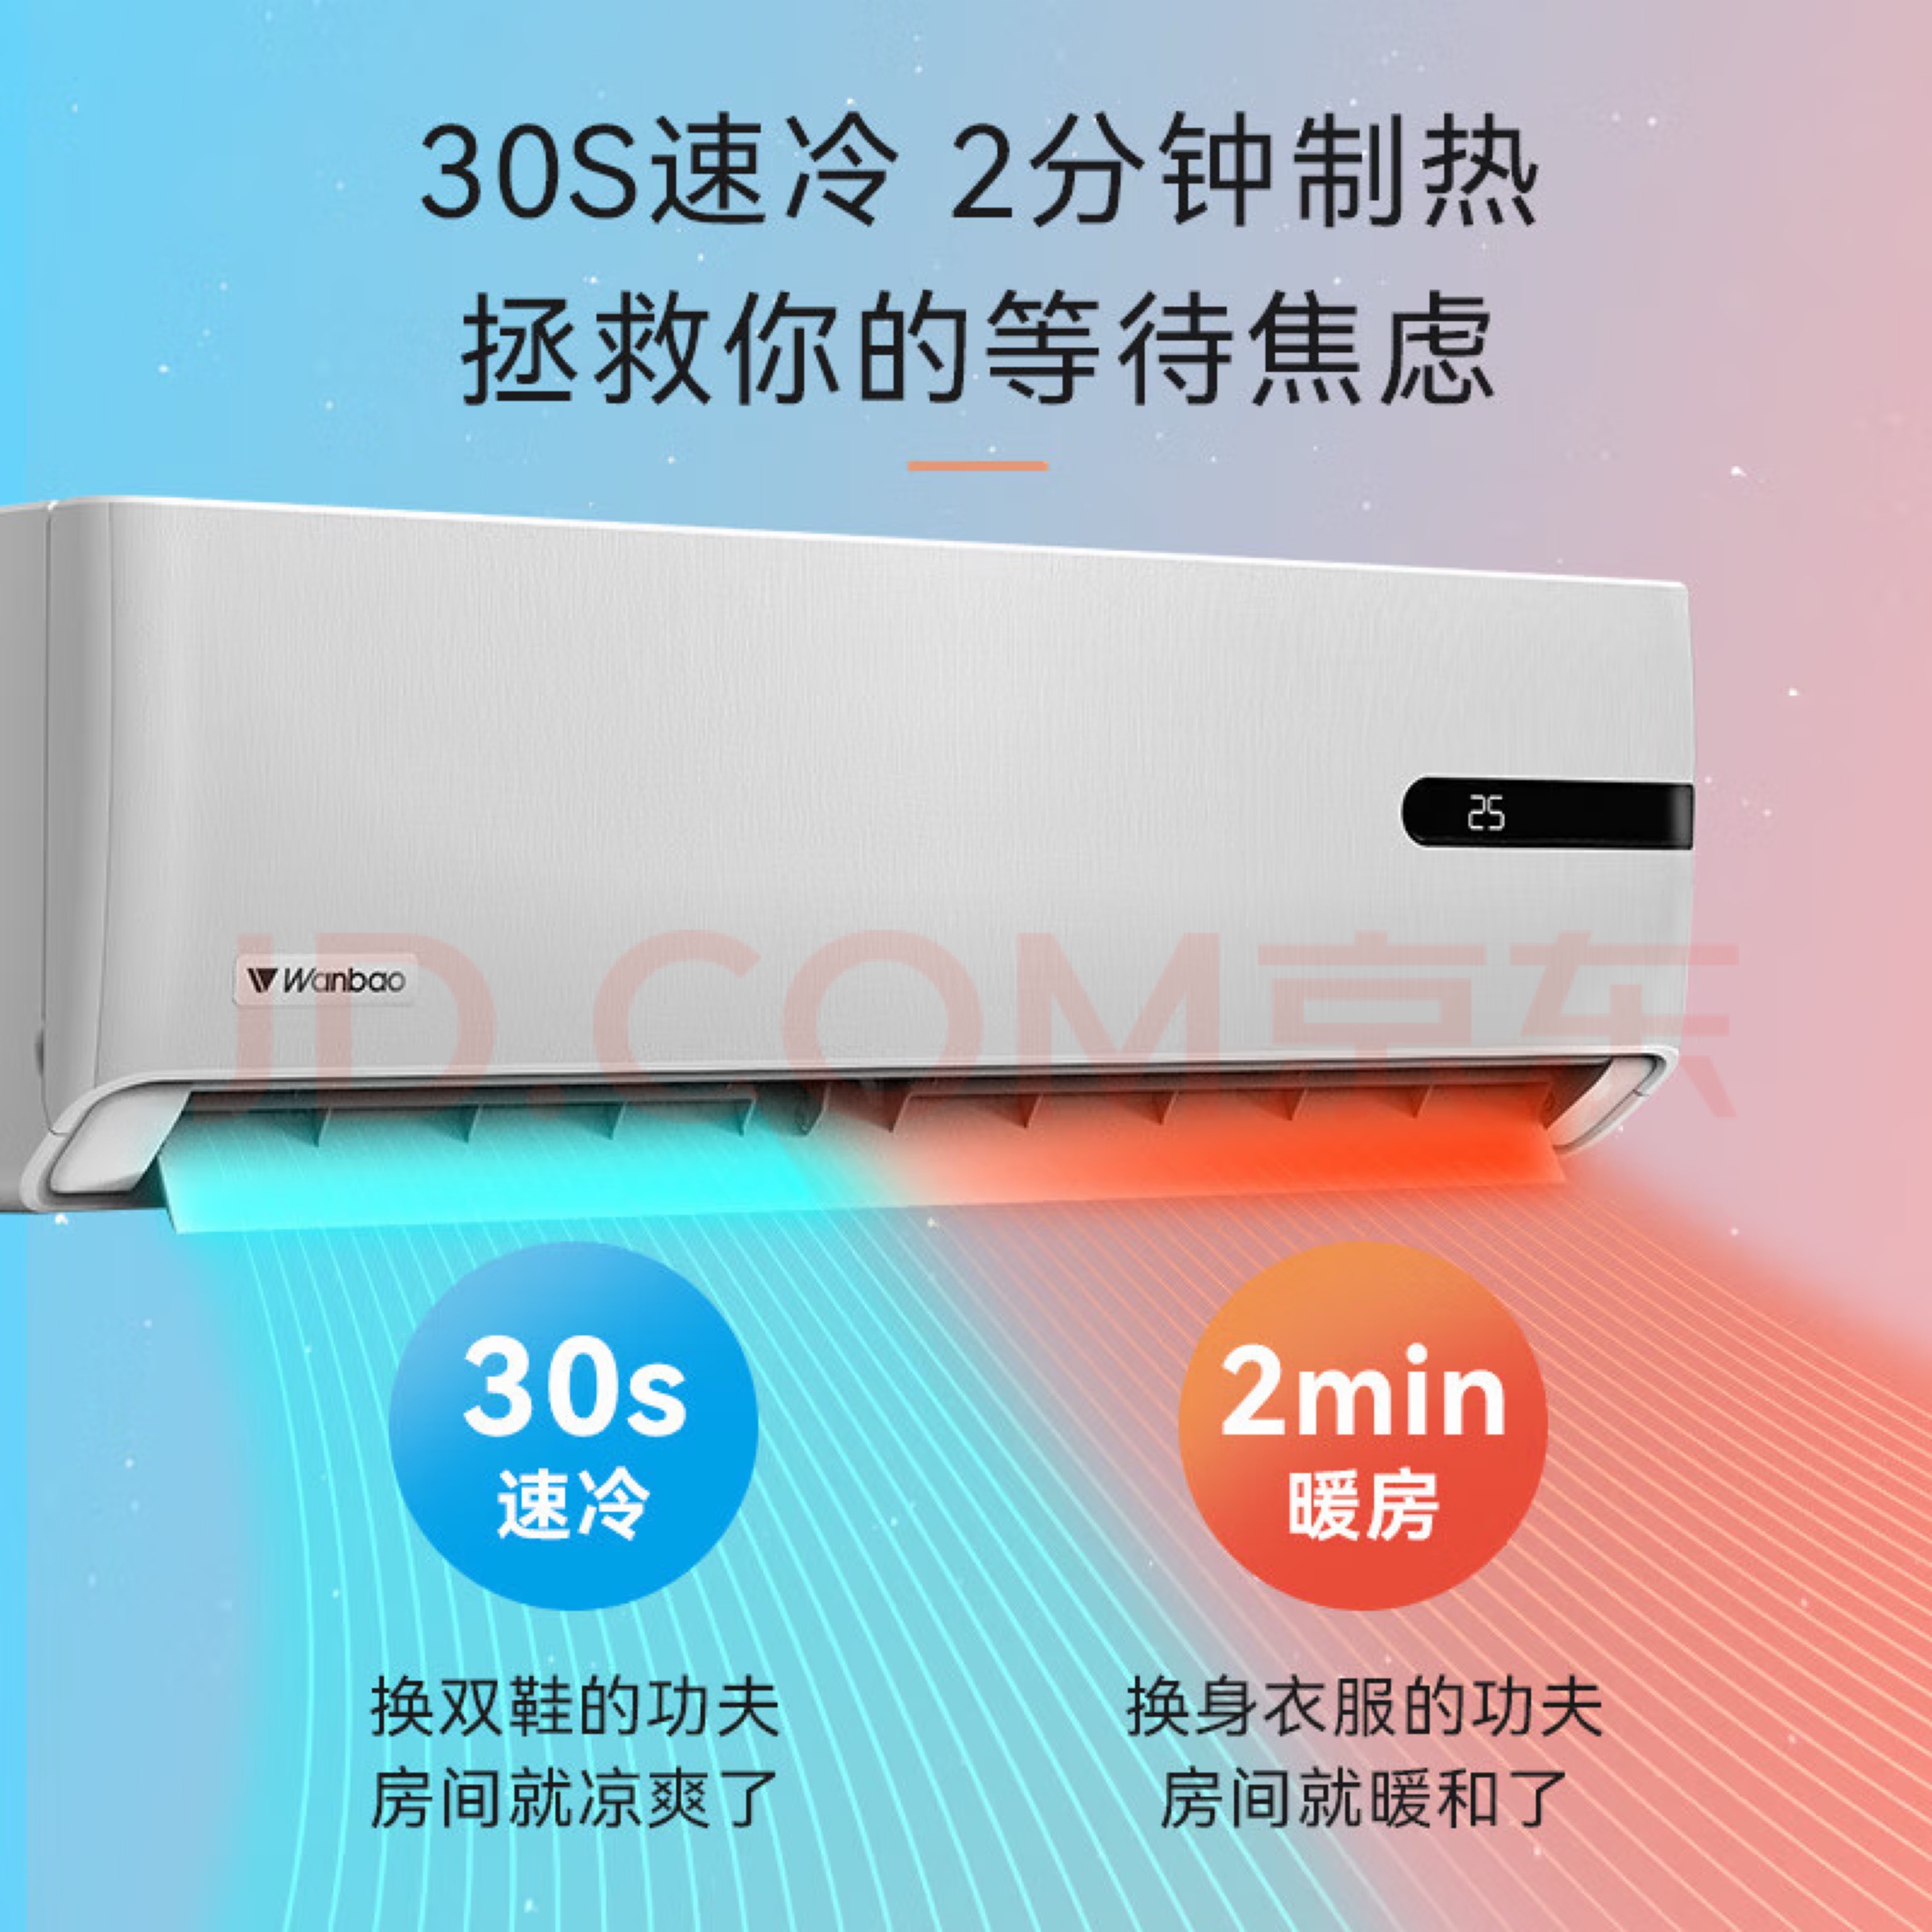 30S速冷 2分钟制热
拯救你的等待焦虑
25
Wanbao
JD.COM京东
30s
速冷
2min
暖房
换双鞋的功夫
房间就凉爽了
换身衣服的功夫
房间就暖和了